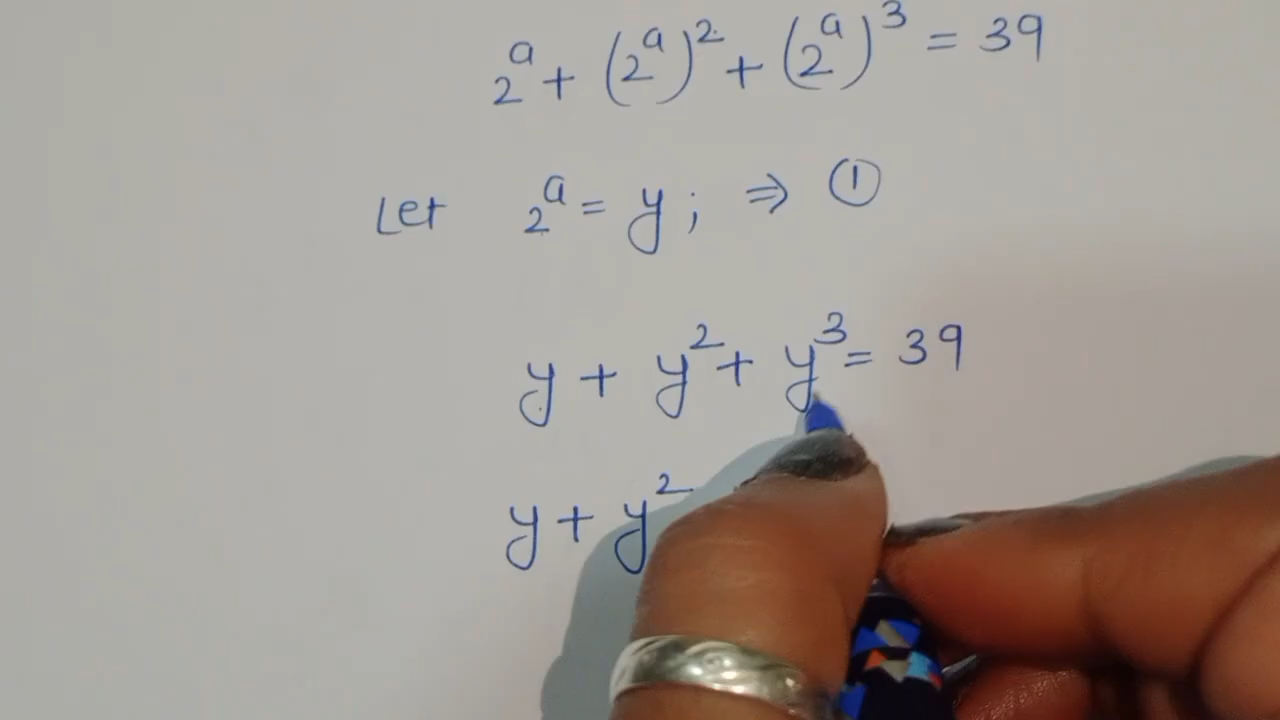 2^a + (2^a)^2 + (2^a)^3 = 39
Let 2^a = y; ⇒ ①
y + y^2 + y^3 = 39
y + y^2